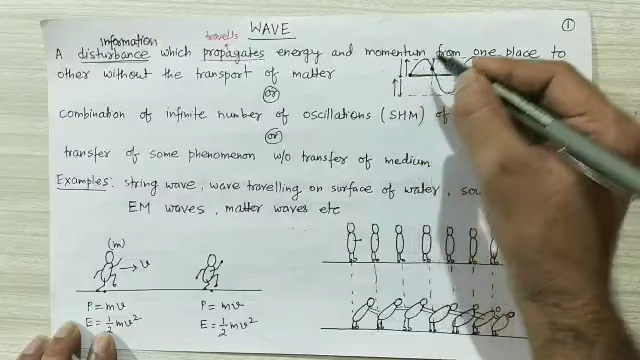 WAVE
①
information
travells
A disturbance which propagates energy and momentum from one place to
other without the transport of matter
or
combination of infinite number of oscillations (SHM) of
or
transfer of some phenomenon w/o transfer of medium.
Examples: string wave, wave travelling on surface of water,
EM waves, matter waves etc
(m)
v
P = mv
P = mv
E = ½mv²
E = ½mv²